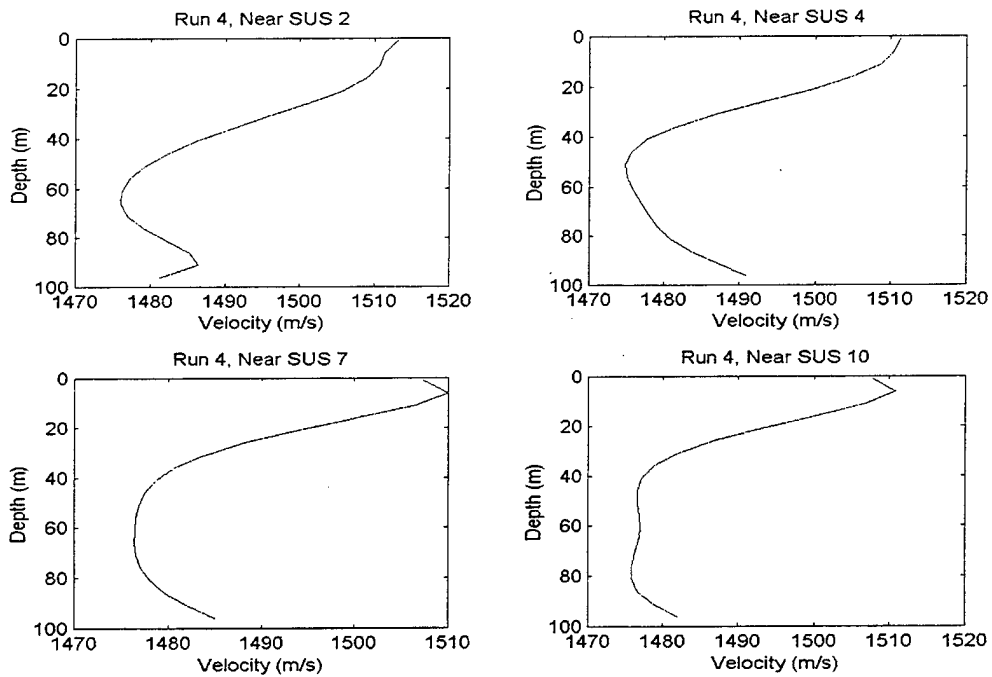 Run 4, Near SUS 2
0
20
40
60
80
100
Depth (m)
1470 1480 1490 1500 1510 1520
Velocity (m/s)
Run 4, Near SUS 4
0
20
40
60
80
100
Depth (m)
1470 1480 1490 1500 1510 1520
Velocity (m/s)
Run 4, Near SUS 7
0
20
40
60
80
100
Depth (m)
1470 1480 1490 1500 1510
Velocity (m/s)
Run 4, Near SUS 10
0
20
40
60
80
100
Depth (m)
1470 1480 1490 1500 1510 1520
Velocity (m/s)